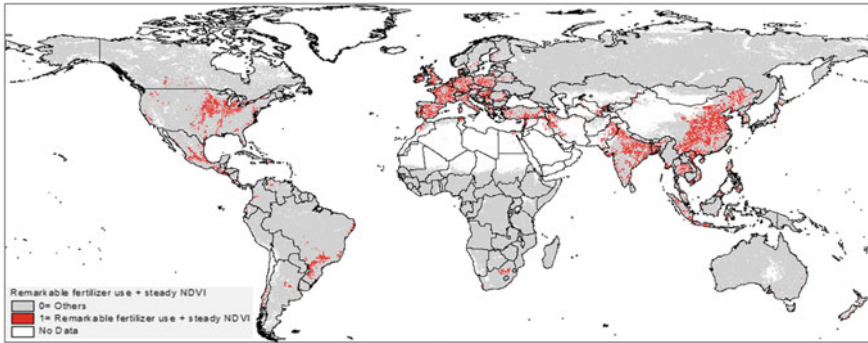 Remarkable fertilizer use + steady NDVI
0= Others
1= Remarkable fertilizer use + steady NDVI
No Data